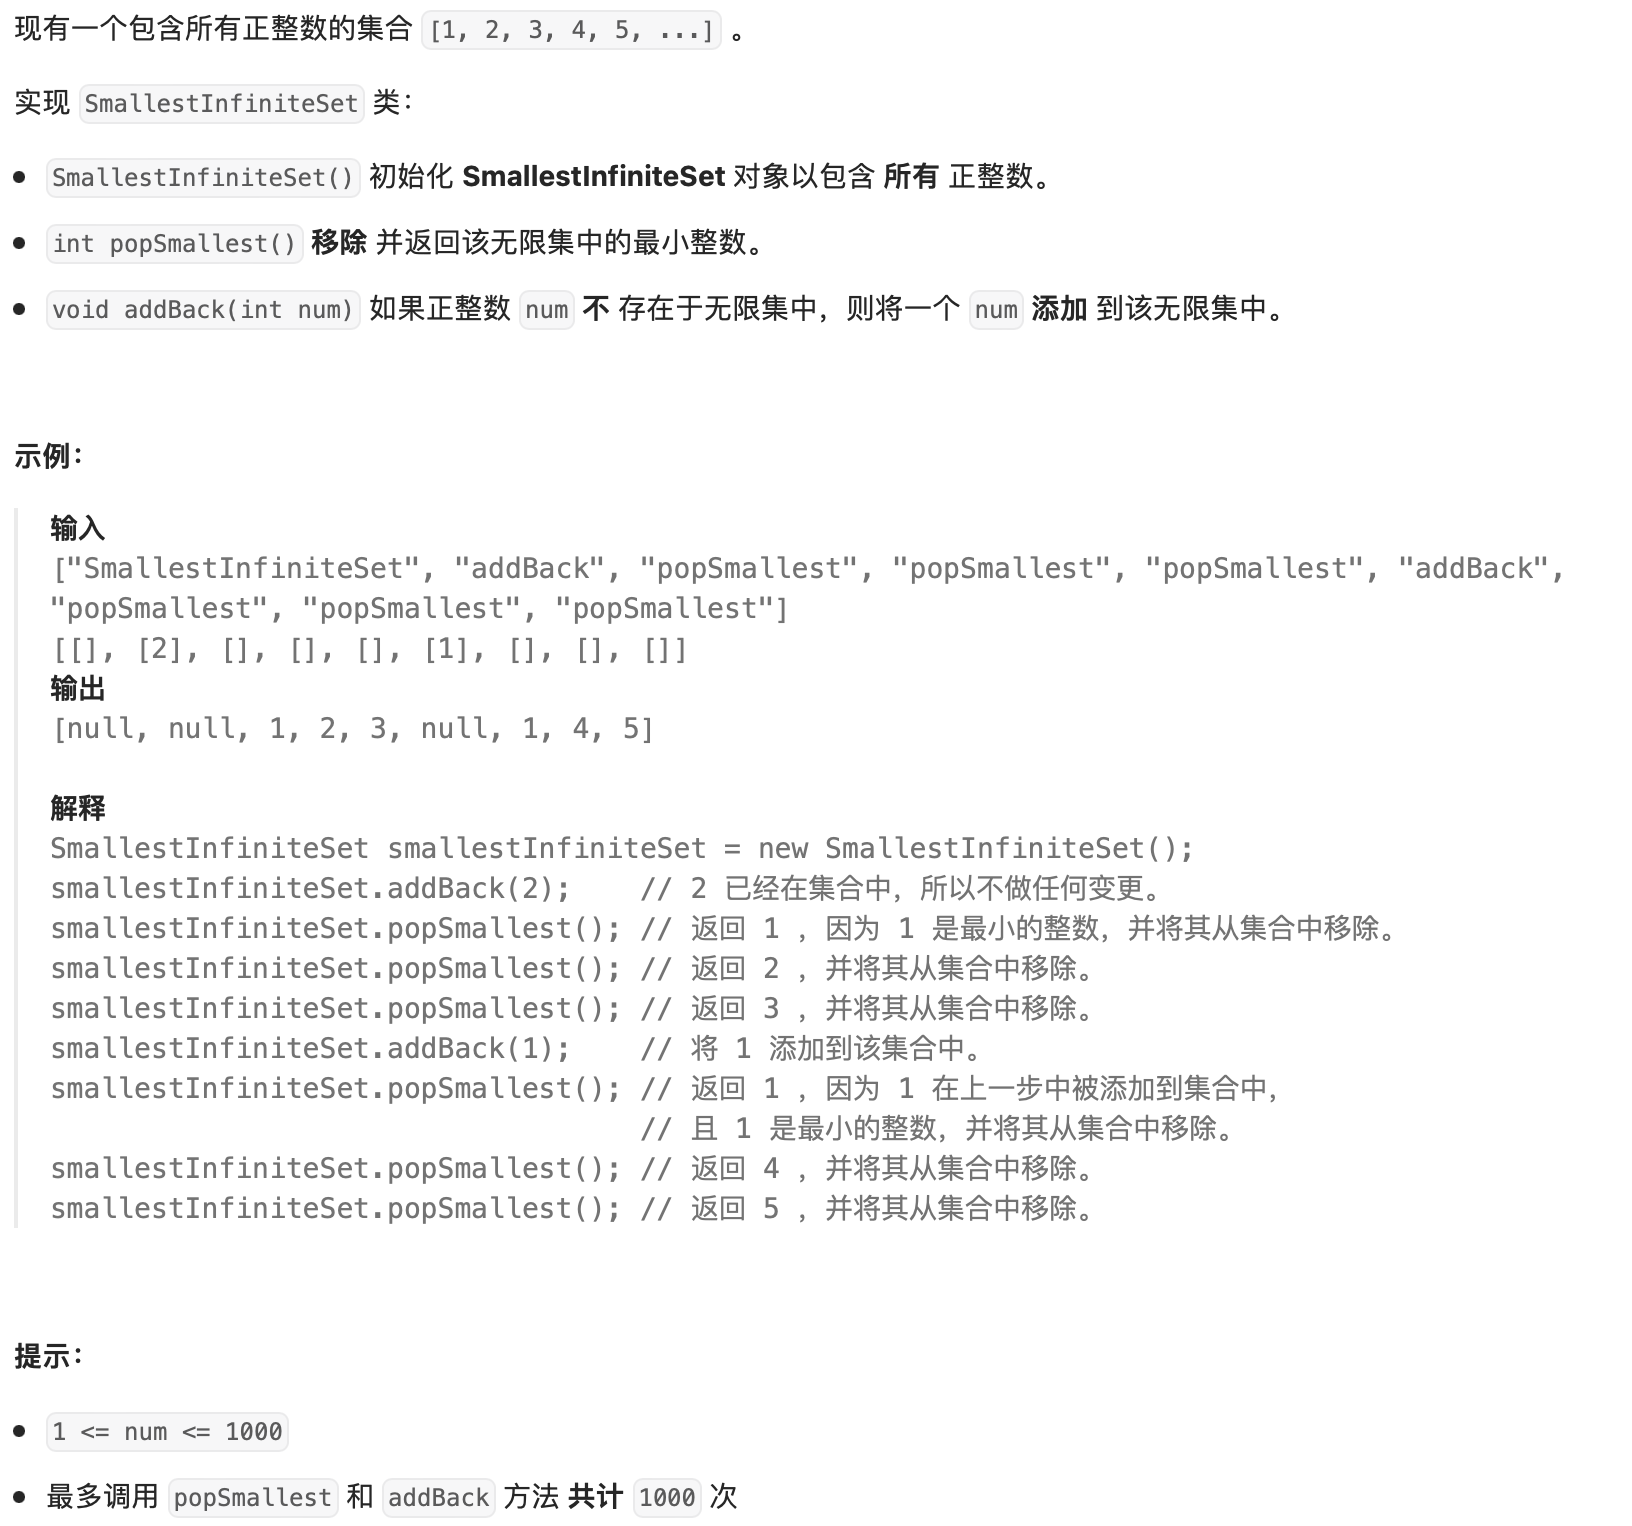 现有一个包含所有正整数的集合 [1, 2, 3, 4, 5, ...] 。
实现 SmallestInfiniteSet 类：
• SmallestInfiniteSet() 初始化 SmallestInfiniteSet 对象以包含 所有 正整数。
• int popSmallest() 移除 并返回该无限集中的最小整数。
• void addBack(int num) 如果正整数 num 不 存在于无限集中，则将一个 num 添加 到该无限集中。
示例：
输入
["SmallestInfiniteSet", "addBack", "popSmallest", "popSmallest", "popSmallest", "addBack",
"popSmallest", "popSmallest", "popSmallest"]
[[], [2], [], [], [], [1], [], [], []]
输出
[null, null, 1, 2, 3, null, 1, 4, 5]
解释
SmallestInfiniteSet smallestInfiniteSet = new SmallestInfiniteSet();
smallestInfiniteSet.addBack(2);    // 2 已经在集合中，所以不做任何变更。
smallestInfiniteSet.popSmallest(); // 返回 1 ，因为 1 是最小的整数，并将其从集合中移除。
smallestInfiniteSet.popSmallest(); // 返回 2 ，并将其从集合中移除。
smallestInfiniteSet.popSmallest(); // 返回 3 ，并将其从集合中移除。
smallestInfiniteSet.addBack(1);    // 将 1 添加到该集合中。
smallestInfiniteSet.popSmallest(); // 返回 1 ，因为 1 在上一步中被添加到集合中，
                                   // 且 1 是最小的整数，并将其从集合中移除。
smallestInfiniteSet.popSmallest(); // 返回 4 ，并将其从集合中移除。
smallestInfiniteSet.popSmallest(); // 返回 5 ，并将其从集合中移除。
提示：
• 1 <= num <= 1000
• 最多调用 popSmallest 和 addBack 方法 共计 1000 次